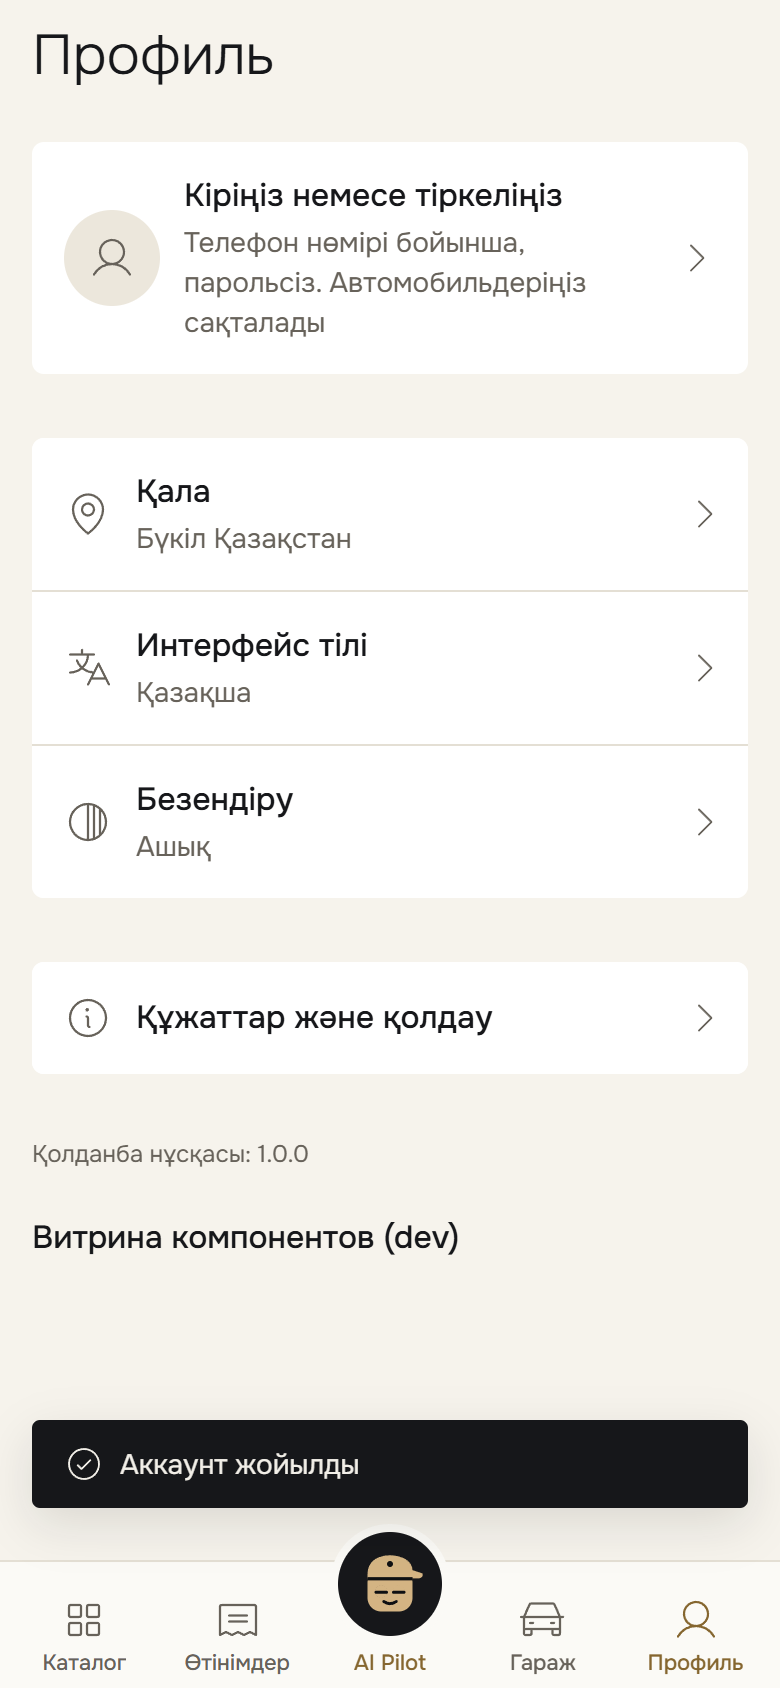 Профиль
Кіріңіз немесе тіркеліңіз
Телефон нөмірі бойынша,
парольсіз. Автомобильдеріңіз
сақталады
Қала
Бүкіл Қазақстан
Интерфейс тілі
Қазақша
Безендіру
Ашық
Құжаттар және қолдау
Қолданба нұсқасы: 1.0.0
Витрина компонентов (dev)
Аккаунт жойылды
Каталог
Өтінімдер
AI Pilot
Гараж
Профиль